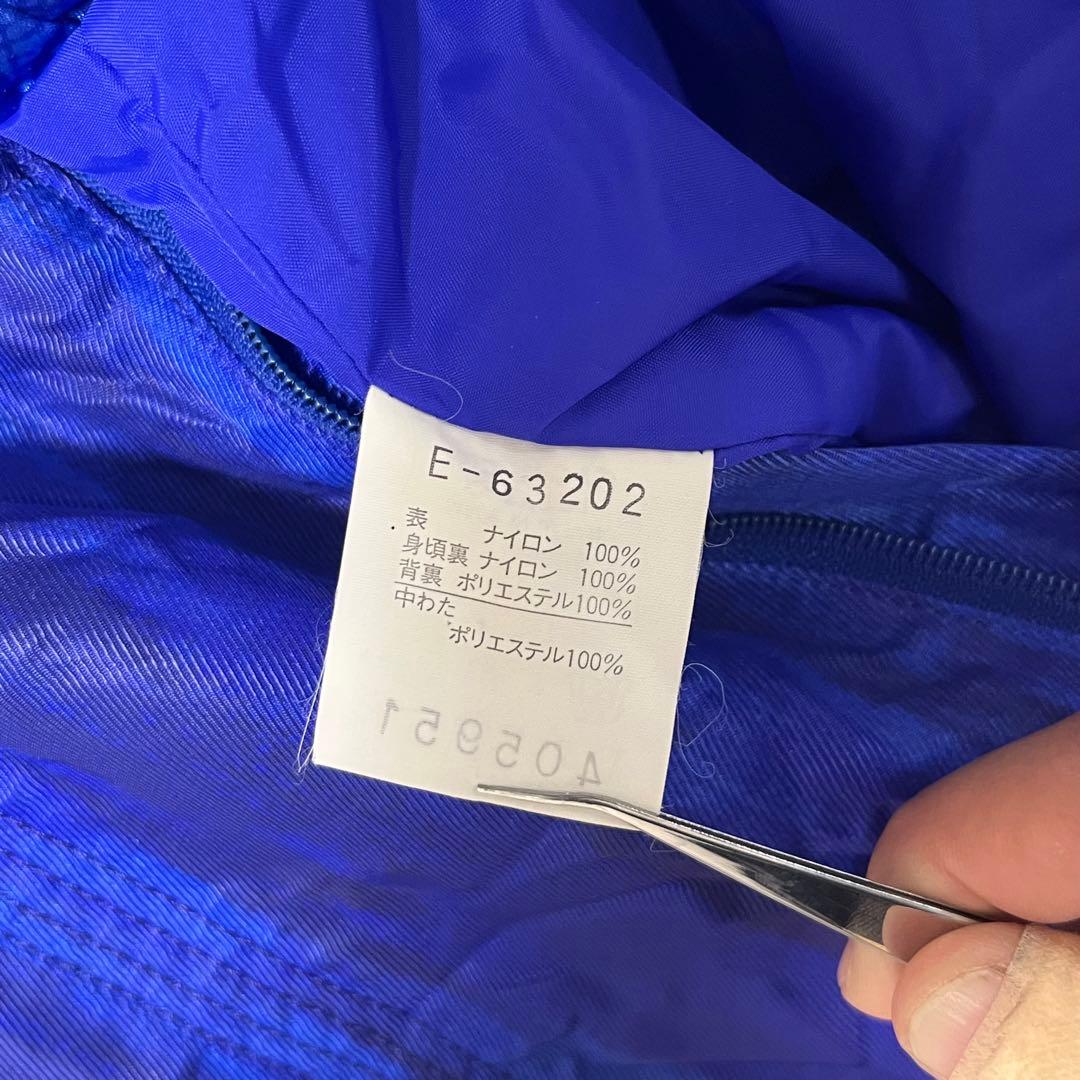 E-63202
表 ナイロン 100%
身頃裏 ナイロン 100%
背裏 ポリエステル100%
中わた
ポリエステル100%
405951